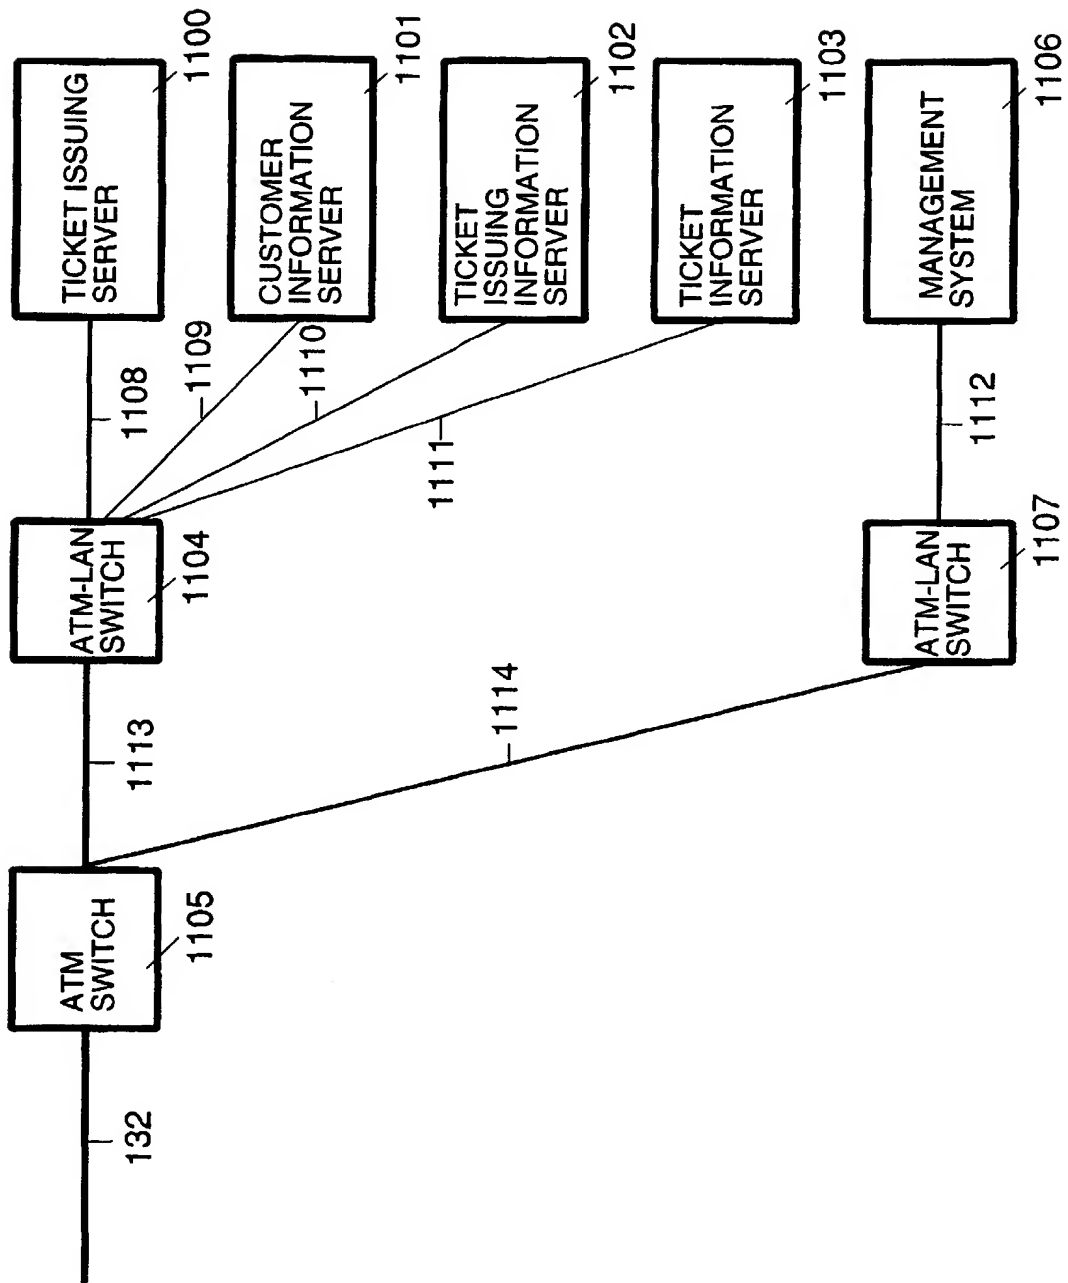 TICKET ISSUING
SERVER
1100
CUSTOMER
INFORMATION
SERVER
1101
TICKET
ISSUING
INFORMATION
SERVER
1102
TICKET
INFORMATION
SERVER
1103
MANAGEMENT
SYSTEM
1106
1108
1109
1110
1111
1112
ATM-LAN
SWITCH
1104
ATM-LAN
SWITCH
1107
1113
1114
ATM
SWITCH
1105
132